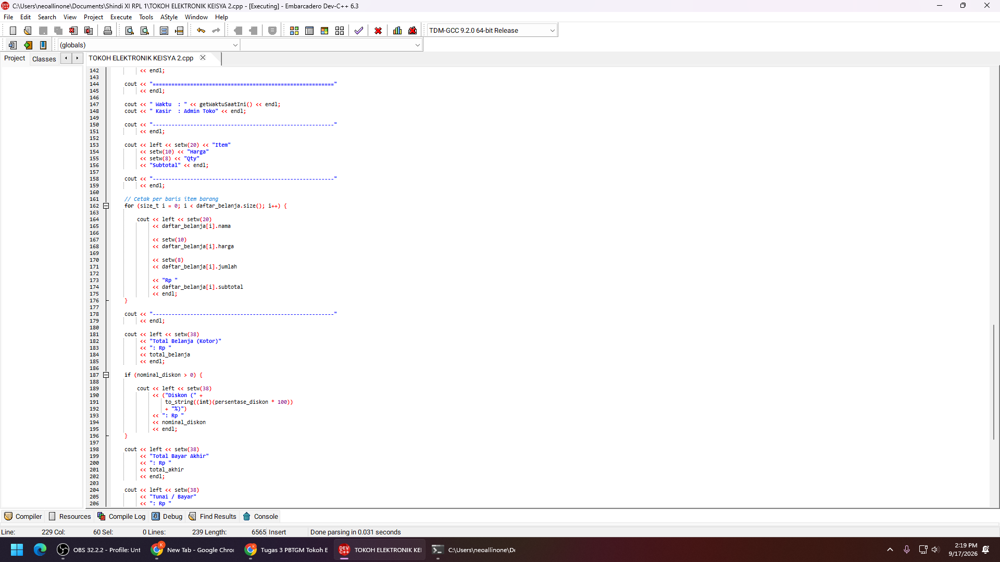 C:\Users\neoallinone\Documents\Shindi XI RPL 1\TOKOH ELEKTRONIK KEISYA 2.cpp - [Executing] - Embarcadero Dev-C++ 6.3
File Edit Search View Project Execute Tools AStyle Window Help
TDM-GCC 9.2.0 64-bit Release
(globals)
Project Classes TOKOH ELEKTRONIK KEISYA 2.cpp
142 << endl;
143
144 cout << "=========================================================="
145 << endl;
146
147 cout << " Waktu  : " << getWaktuSaatIni() << endl;
148 cout << " Kasir  : Admin Toko" << endl;
149
150 cout << "----------------------------------------------------------"
151 << endl;
152
153 cout << left << setw(20) << "Item"
154 << setw(10) << "Harga"
155 << setw(8) << "Qty"
156 << "Subtotal" << endl;
157
158 cout << "----------------------------------------------------------"
159 << endl;
160
161 // Cetak per baris item barang
162 for (size_t i = 0; i < daftar_belanja.size(); i++) {
163
164 cout << left << setw(20)
165 << daftar_belanja[i].nama
166
167 << setw(10)
168 << daftar_belanja[i].harga
169
170 << setw(8)
171 << daftar_belanja[i].jumlah
172
173 << "Rp "
174 << daftar_belanja[i].subtotal
175 << endl;
176 }
177
178 cout << "----------------------------------------------------------"
179 << endl;
180
181 cout << left << setw(38)
182 << "Total Belanja (Kotor)"
183 << ": Rp "
184 << total_belanja
185 << endl;
186
187 if (nominal_diskon > 0) {
188
189 cout << left << setw(38)
190 << ("Diskon (" +
191 to_string((int)(persentase_diskon * 100))
192 + "%)")
193 << ": Rp "
194 << nominal_diskon
195 << endl;
196 }
197
198 cout << left << setw(38)
199 << "Total Bayar Akhir"
200 << ": Rp "
201 << total_akhir
202 << endl;
203
204 cout << left << setw(38)
205 << "Tunai / Bayar"
206 << ": Rp "
Compiler Resources Compile Log Debug Find Results Console
Line: 229 Col: 60 Sel: 0 Lines: 239 Length: 6565 Insert Done parsing in 0.031 seconds
OBS 32.2.2 - Profile: Unt New Tab - Google Chro Tugas 3 PBTGM Tokoh E TOKOH ELEKTRONIK KEI C:\Users\neoallinone\Do
2:19 PM
9/17/2026